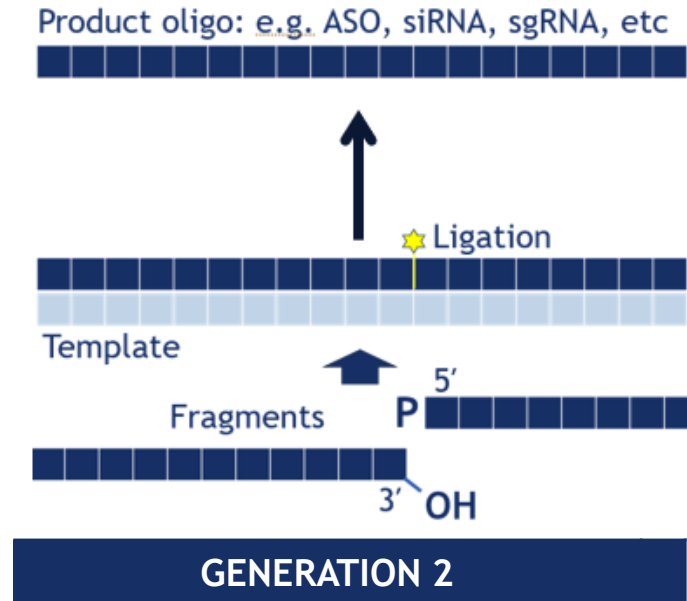 Product oligo: e.g. ASO, siRNA, sgRNA, etc
Ligation
Template
5′
Fragments
P
3′
OH
GENERATION 2